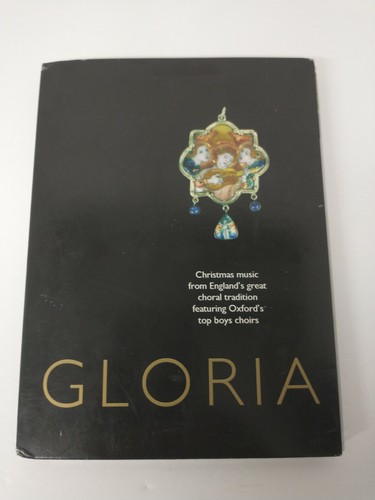 Christmas music
from England's great
choral tradition
featuring Oxford's
top boys choirs
GLORIA